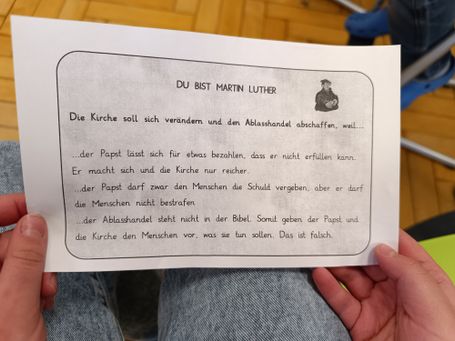 DU BIST MARTIN LUTHER
Die Kirche soll sich verändern und den Ablasshandel abschaffen, weil...
...der Papst lässt sich für etwas bezahlen, dass er nicht erfüllen kann.
Er macht sich und die Kirche nur reicher.
...der Papst darf zwar den Menschen die Schuld vergeben, aber er darf
die Menschen nicht bestrafen.
...der Ablasshandel steht nicht in der Bibel. Somit geben der Papst und
die Kirche den Menschen vor, was sie tun sollen. Das ist falsch.